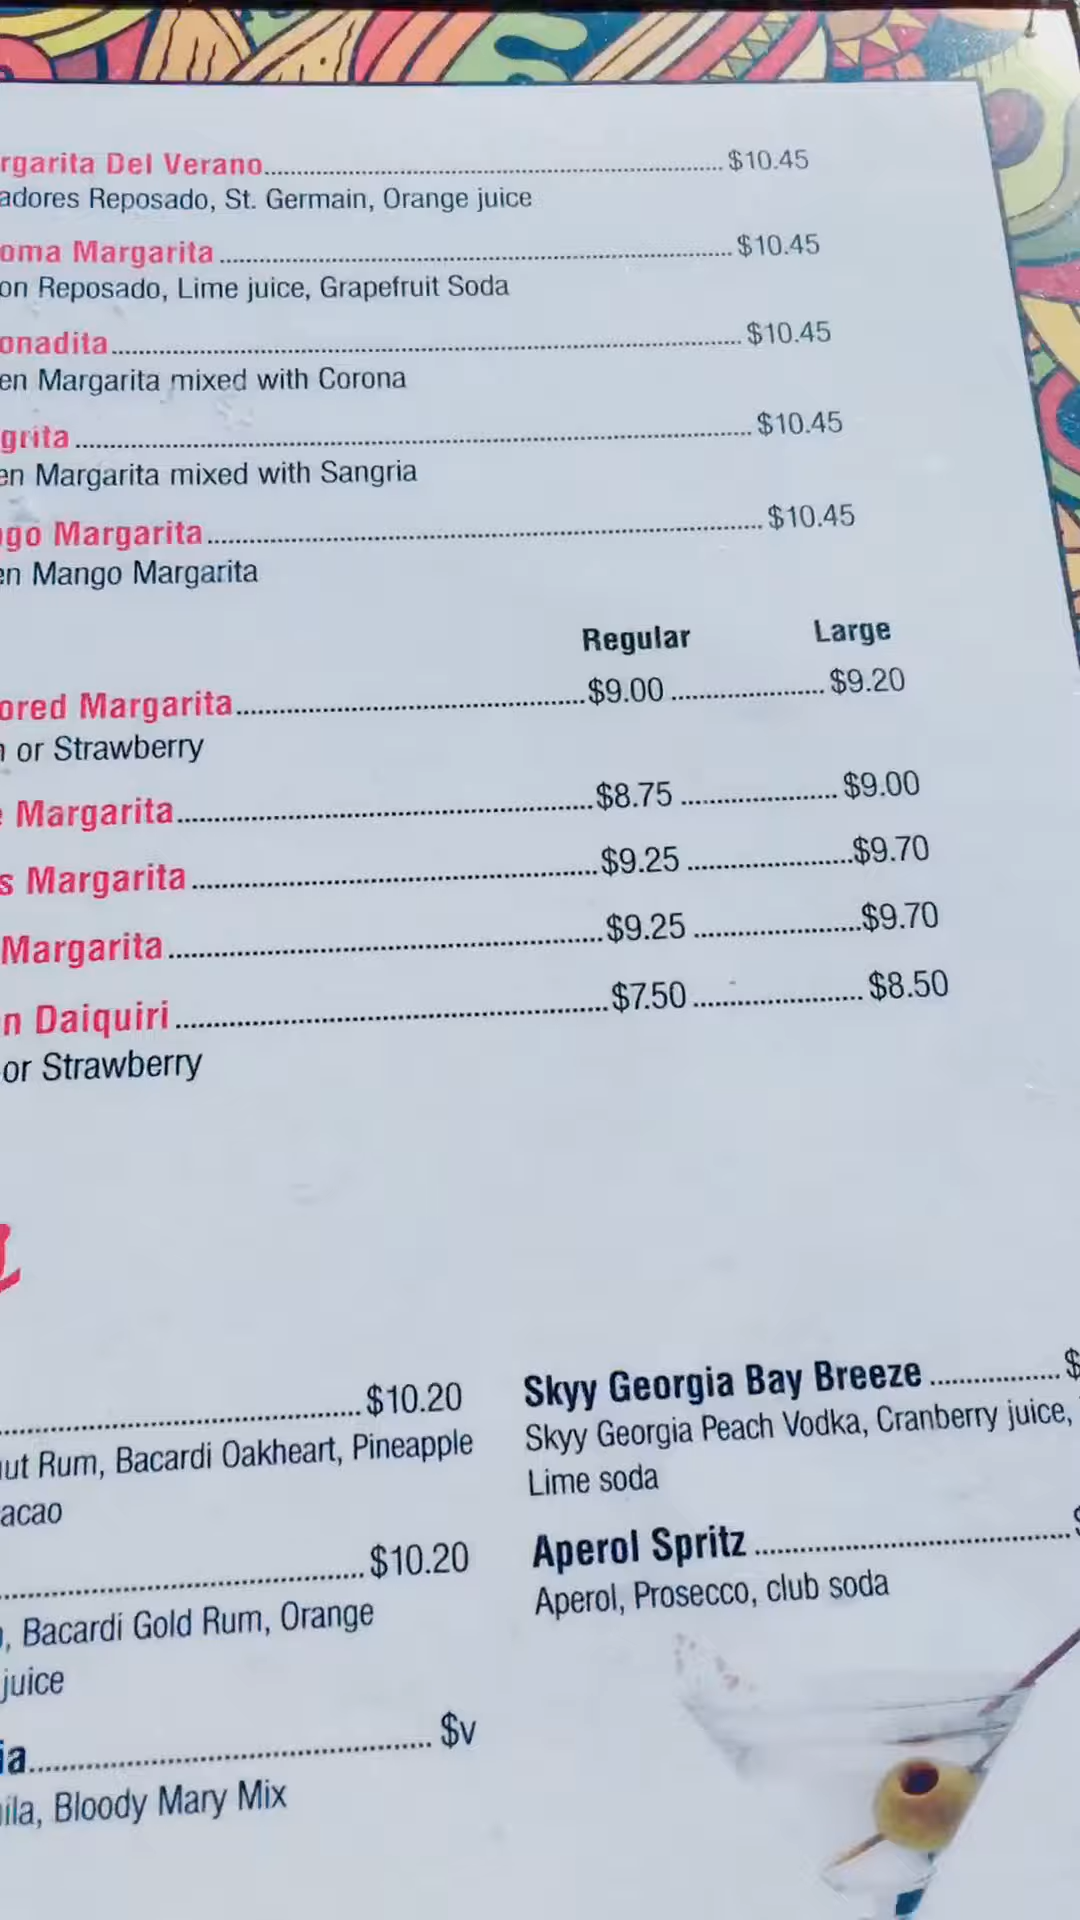 rgarita Del Verano $10.45
adores Reposado, St. Germain, Orange juice
oma Margarita $10.45
on Reposado, Lime juice, Grapefruit Soda
onadita $10.45
en Margarita mixed with Corona
grita $10.45
en Margarita mixed with Sangria
go Margarita $10.45
en Mango Margarita
Regular Large
ored Margarita $9.00 $9.20
or Strawberry
Margarita $8.75 $9.00
s Margarita $9.25 $9.70
Margarita $9.25 $9.70
n Daiquiri $7.50 $8.50
or Strawberry
$10.20
ut Rum, Bacardi Oakheart, Pineapple
acao
$10.20
, Bacardi Gold Rum, Orange
juice
ia $v
ila, Bloody Mary Mix
Skyy Georgia Bay Breeze $
Skyy Georgia Peach Vodka, Cranberry juice,
Lime soda
Aperol Spritz $
Aperol, Prosecco, club soda